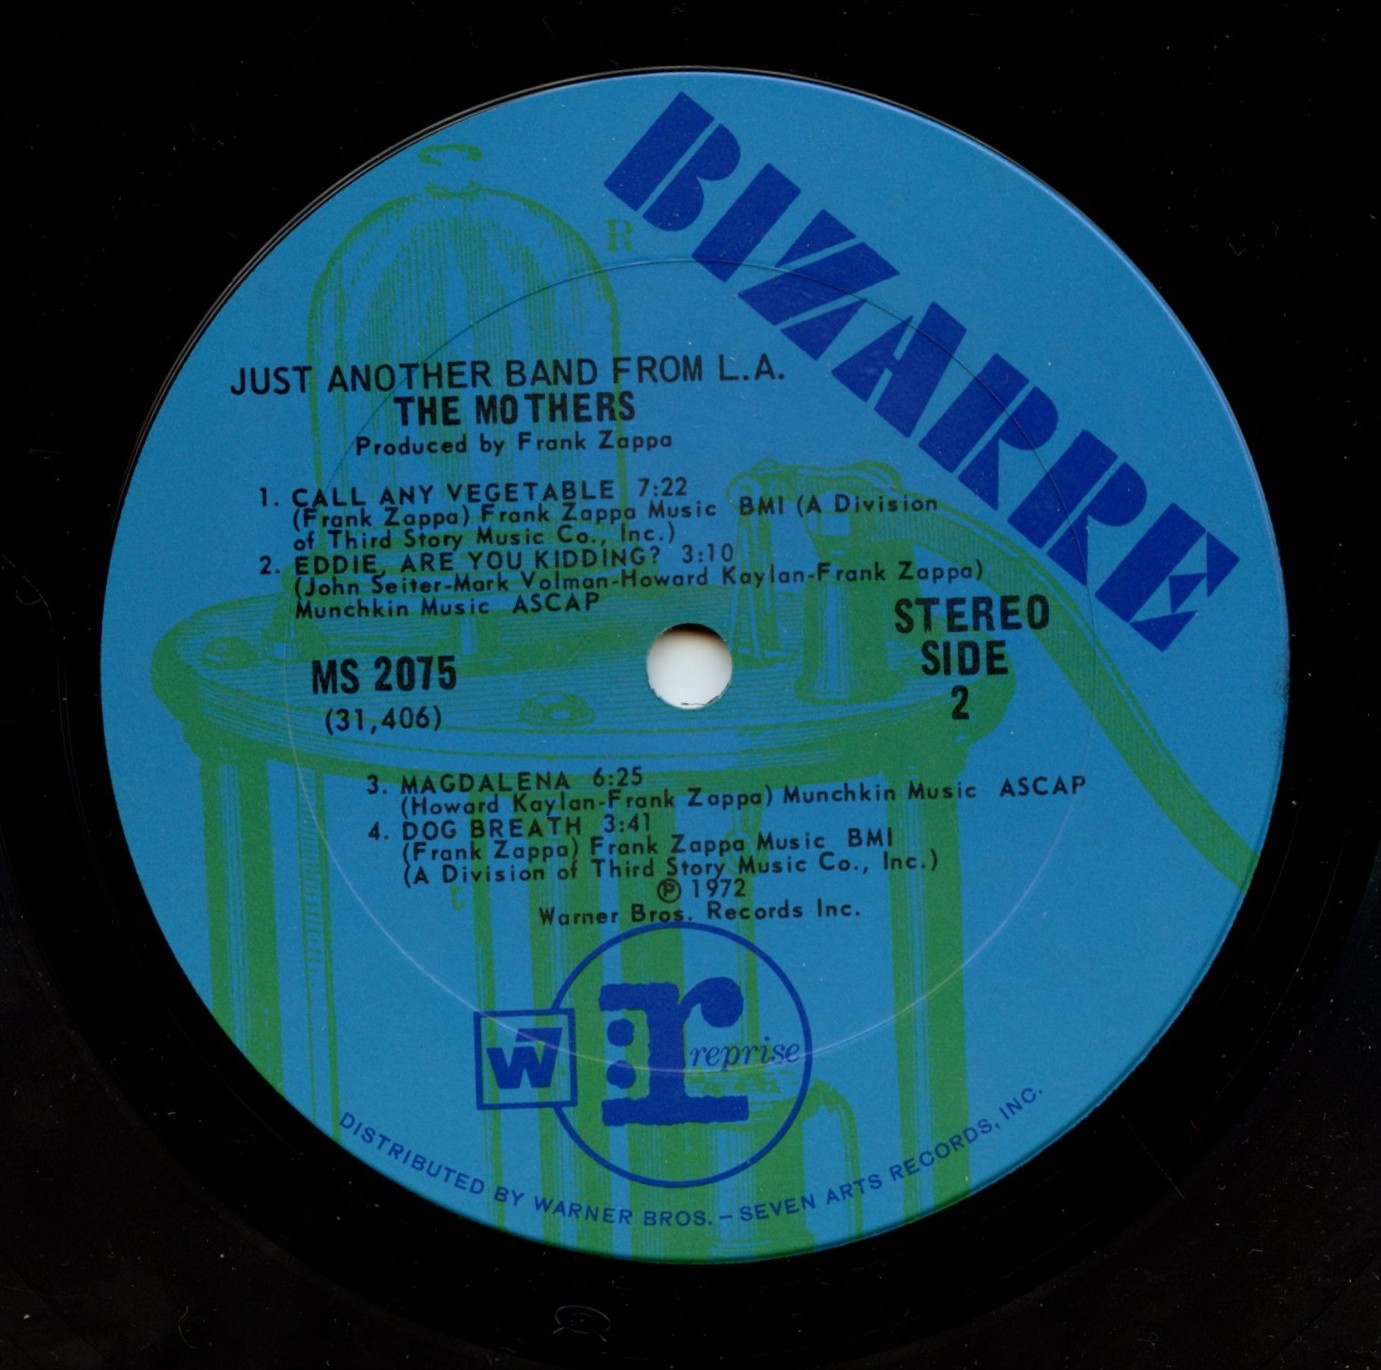 BIZARRE
R
JUST ANOTHER BAND FROM L.A.
THE MOTHERS
Produced by Frank Zappa
1. CALL ANY VEGETABLE 7:22
(Frank Zappa) Frank Zappa Music BMI (A Division
of Third Story Music Co., Inc.)
2. EDDIE, ARE YOU KIDDING? 3:10
(John Seiter-Mark Volman-Howard Kaylan-Frank Zappa)
Munchkin Music ASCAP
STEREO
SIDE
2
MS 2075
(31,406)
3. MAGDALENA 6:25
(Howard Kaylan-Frank Zappa) Munchkin Music ASCAP
4. DOG BREATH 3:41
(Frank Zappa) Frank Zappa Music BMI
(A Division of Third Story Music Co., Inc.)
℗ 1972
Warner Bros. Records Inc.
W
r
reprise
DISTRIBUTED BY WARNER BROS. – SEVEN ARTS RECORDS, INC.